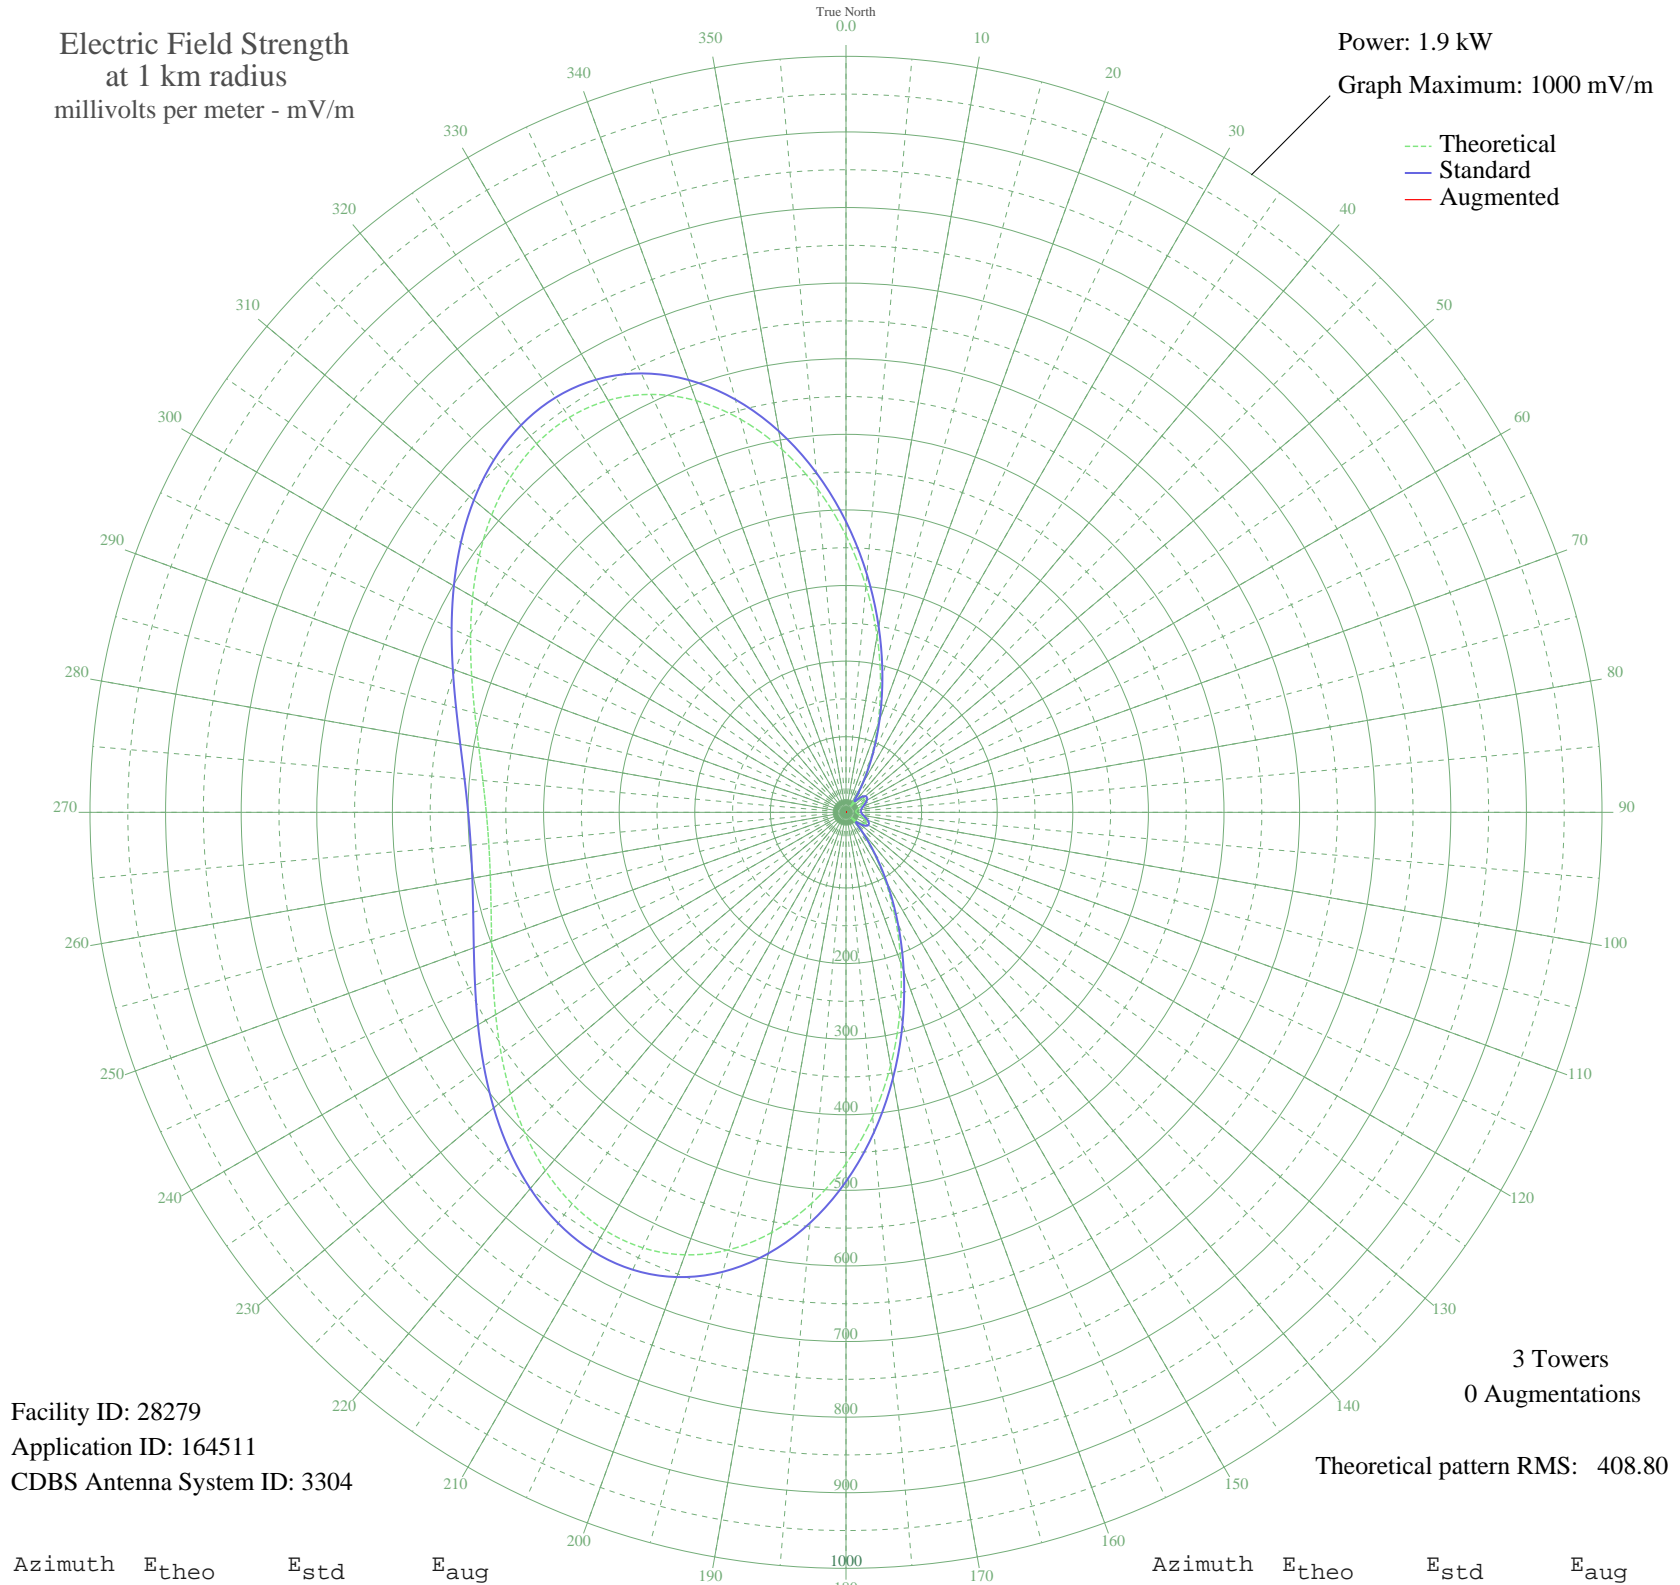 True North
Electric Field Strength
at 1 km radius
millivolts per meter - mV/m
Power: 1.9 kW
Graph Maximum: 1000 mV/m
Theoretical
Standard
Augmented
0.0
10
20
30
40
50
60
70
80
90
100
110
120
130
140
150
160
170
190
200
210
220
230
240
250
260
270
280
290
300
310
320
330
340
350
200
300
400
500
600
700
800
900
1000
3 Towers
0 Augmentations
Theoretical pattern RMS: 408.80
Facility ID: 28279
Application ID: 164511
CDBS Antenna System ID: 3304
Azimuth Etheo Estd Eaug Azimuth Etheo Estd Eaug